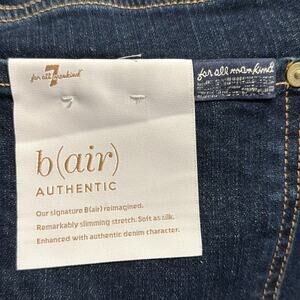 7
for all mankind
for all mankind
b(air)
AUTHENTIC
Our signature B(air) reimagined.
Remarkably slimming stretch. Soft as silk.
Enhanced with authentic denim character.